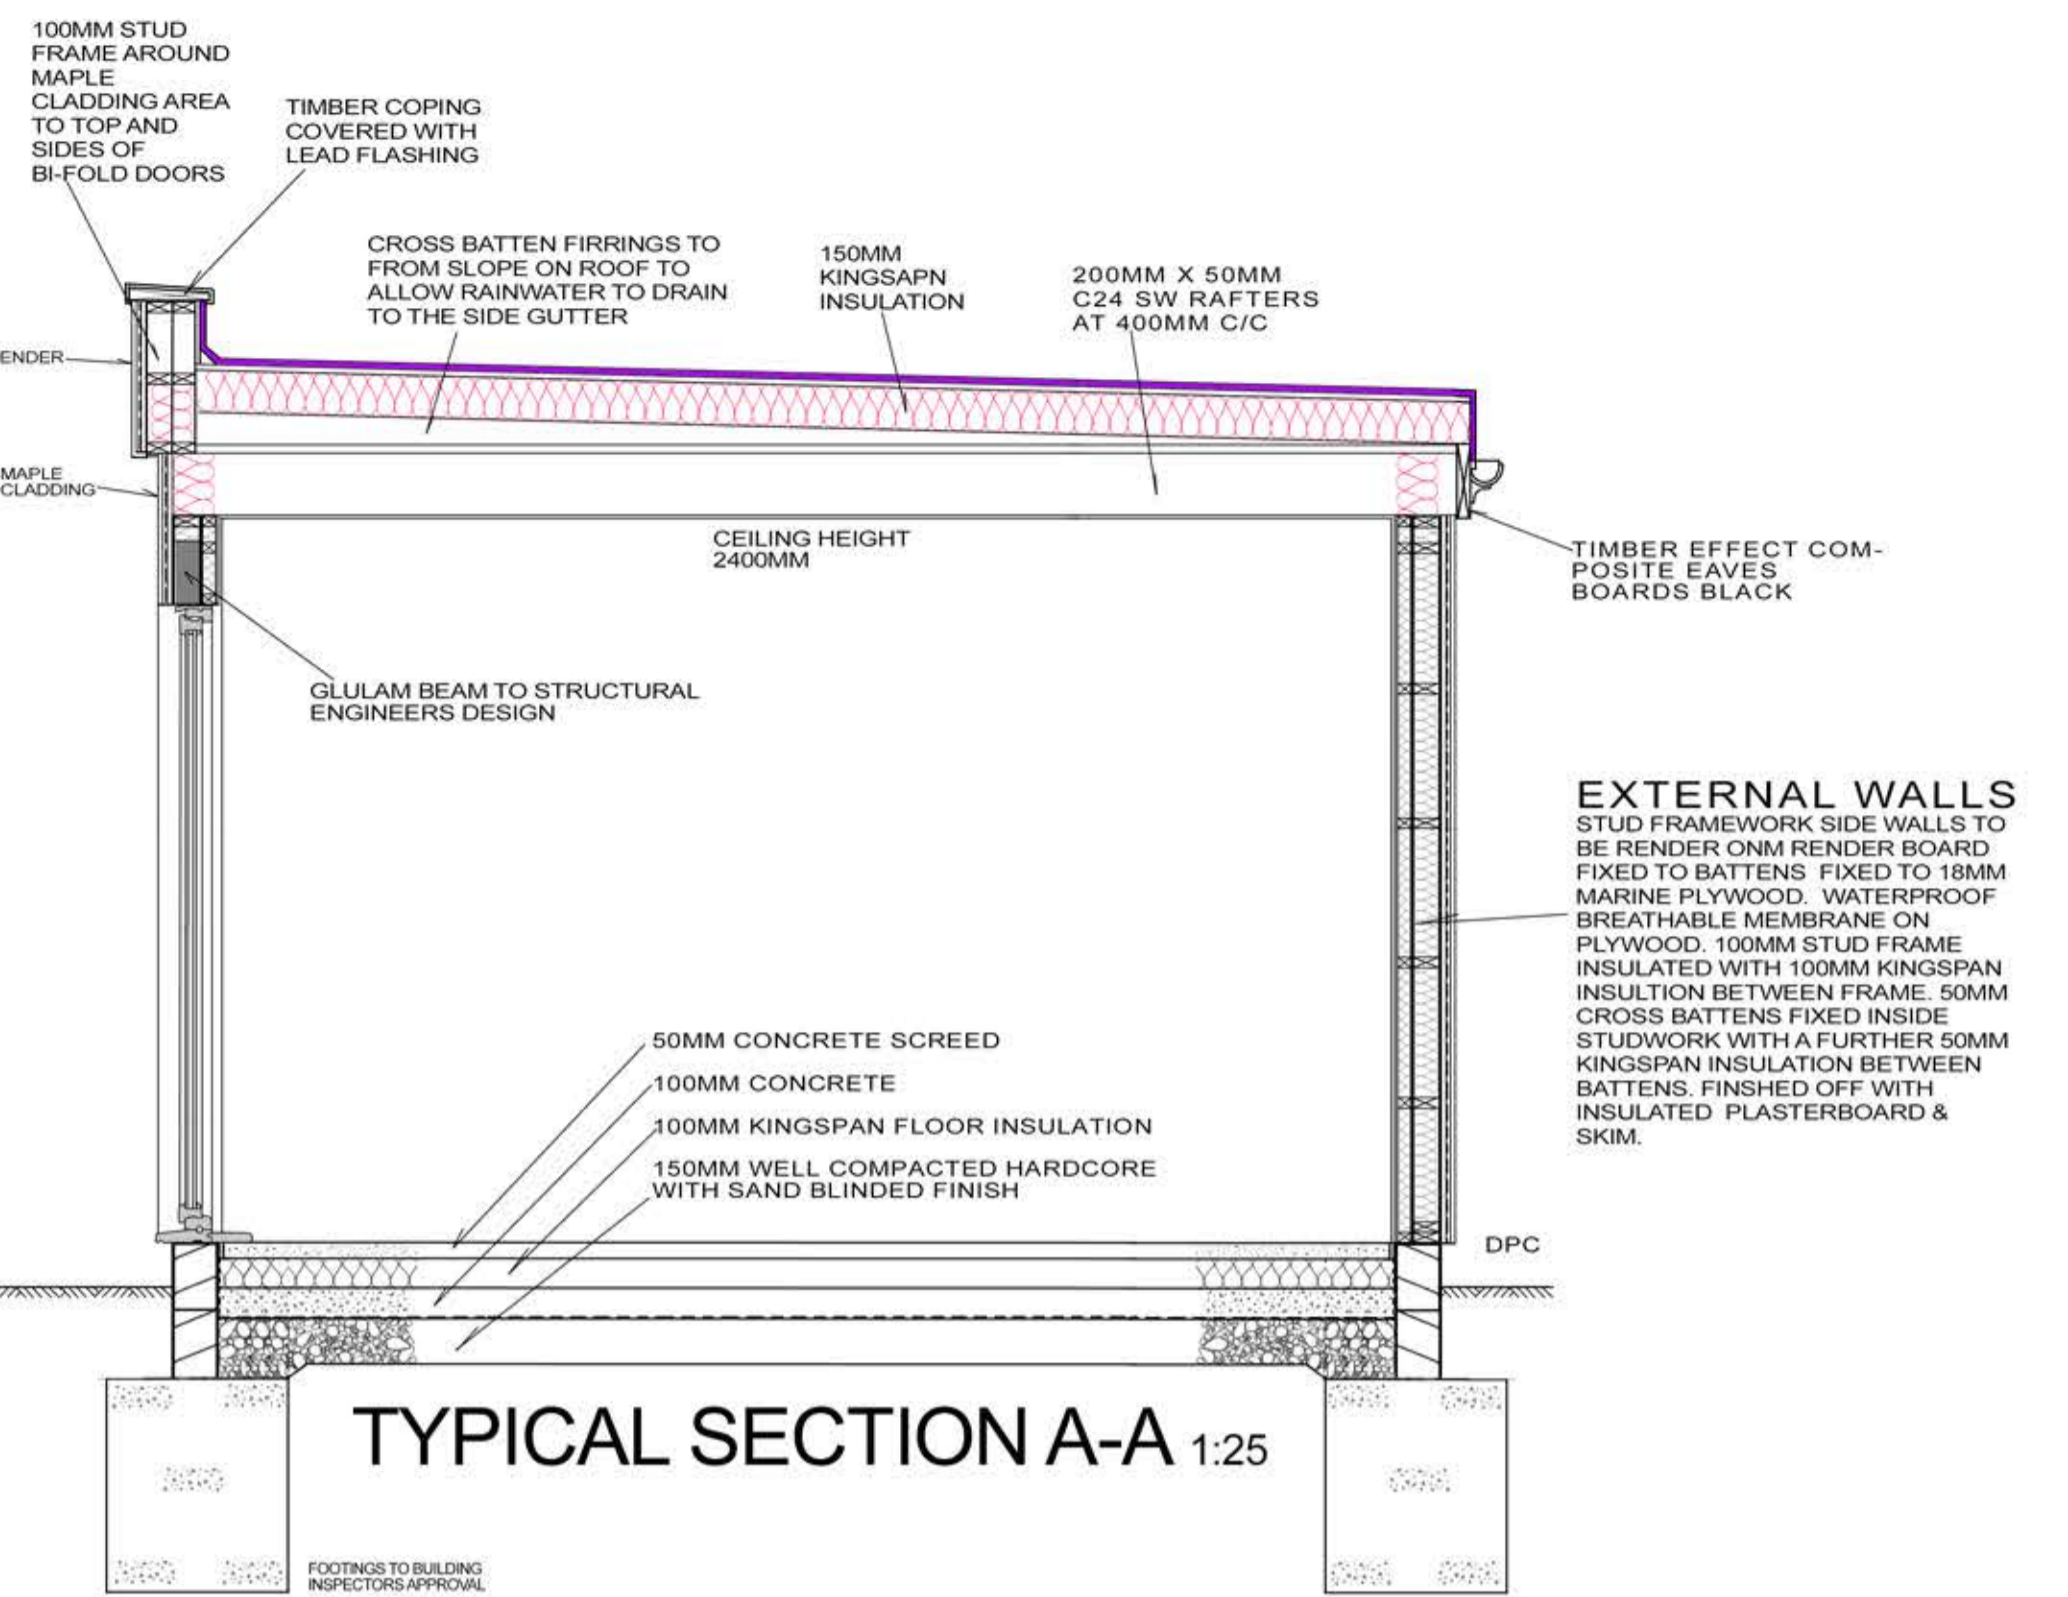 100MM STUD
FRAME AROUND
MAPLE
CLADDING AREA
TO TOP AND
SIDES OF
BI-FOLD DOORS
TIMBER COPING
COVERED WITH
LEAD FLASHING
CROSS BATTEN FIRRINGS TO
FROM SLOPE ON ROOF TO
ALLOW RAINWATER TO DRAIN
TO THE SIDE GUTTER
150MM
KINGSAPN
INSULATION
200MM X 50MM
C24 SW RAFTERS
AT 400MM C/C
ENDER
MAPLE
CLADDING
CEILING HEIGHT
2400MM
TIMBER EFFECT COM-
POSITE EAVES
BOARDS BLACK
GLULAM BEAM TO STRUCTURAL
ENGINEERS DESIGN
EXTERNAL WALLS
STUD FRAMEWORK SIDE WALLS TO
BE RENDER ONM RENDER BOARD
FIXED TO BATTENS FIXED TO 18MM
MARINE PLYWOOD. WATERPROOF
BREATHABLE MEMBRANE ON
PLYWOOD. 100MM STUD FRAME
INSULATED WITH 100MM KINGSPAN
INSULTION BETWEEN FRAME. 50MM
CROSS BATTENS FIXED INSIDE
STUDWORK WITH A FURTHER 50MM
KINGSPAN INSULATION BETWEEN
BATTENS. FINSHED OFF WITH
INSULATED PLASTERBOARD &
SKIM.
50MM CONCRETE SCREED
100MM CONCRETE
100MM KINGSPAN FLOOR INSULATION
150MM WELL COMPACTED HARDCORE
WITH SAND BLINDED FINISH
DPC
TYPICAL SECTION A-A 1:25
FOOTINGS TO BUILDING
INSPECTORS APPROVAL